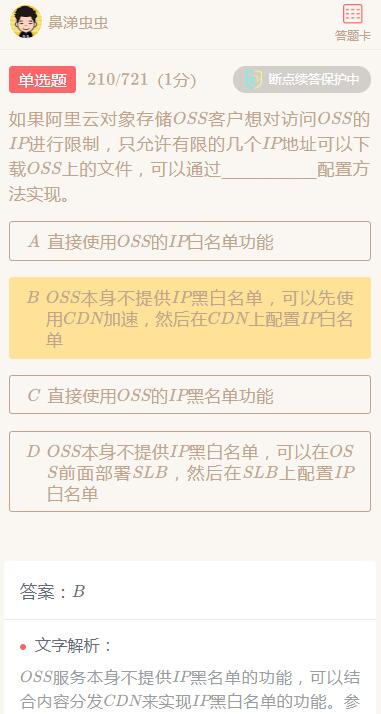 鼻涕虫虫
答题卡
单选题 210/721 (1分) 断点续答保护中
如果阿里云对象存储OSS客户想对访问OSS的
IP进行限制，只允许有限的几个IP地址可以下
载OSS上的文件，可以通过___________配置方
法实现。
A 直接使用OSS的IP白名单功能
B OSS本身不提供IP黑白名单，可以先使
用CDN加速，然后在CDN上配置IP白名
单
C 直接使用OSS的IP黑名单功能
D OSS本身不提供IP黑白名单，可以在OS
S前面部署SLB，然后在SLB上配置IP
白名单
答案：B
文字解析：
OSS服务本身不提供IP黑名单的功能，可以结
合内容分发CDN来实现IP黑白名单的功能。参